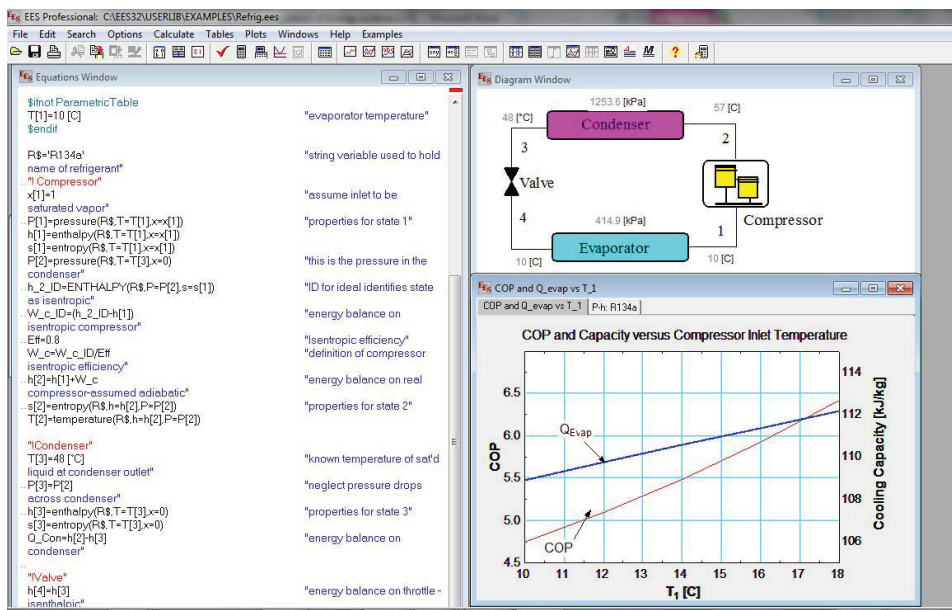 EES Professional: C:\EES32\USERLIB\EXAMPLES\Refrig.ees
File Edit Search Options Calculate Tables Plots Windows Help Examples
EES Equations Window
$ifnot ParametricTable
T[1]=10 [C] "evaporator temperature"
$endif
R$='R134a' "string variable used to hold
name of refrigerant"
"! Compressor"
x[1]=1 "assume inlet to be
saturated vapor"
P[1]=pressure(R$,T=T[1],x=x[1]) "properties for state 1"
h[1]=enthalpy(R$,T=T[1],x=x[1])
s[1]=entropy(R$,T=T[1],x=x[1])
P[2]=pressure(R$,T=T[3],x=0) "this is the pressure in the
condenser"
h_2_ID=ENTHALPY(R$,P=P[2],s=s[1]) "ID for ideal identifies state
as isentropic"
W_c_ID=(h_2_ID-h[1]) "energy balance on
isentropic compressor"
Eff=0.8 "Isentropic efficiency"
W_c=W_c_ID/Eff "definition of compressor
isentropic efficiency"
h[2]=h[1]+W_c "energy balance on real
compressor-assumed adiabatic"
s[2]=entropy(R$,h=h[2],P=P[2]) "properties for state 2"
T[2]=temperature(R$,h=h[2],P=P[2])
"!Condenser"
T[3]=48 [°C] "known temperature of sat'd
liquid at condenser outlet"
P[3]=P[2] "neglect pressure drops
across condenser"
h[3]=enthalpy(R$,T=T[3],x=0) "properties for state 3"
s[3]=entropy(R$,T=T[3],x=0)
Q_Con=h[2]-h[3] "energy balance on
condenser"
"!Valve"
h[4]=h[3] "energy balance on throttle -
isenthalpic"
EES Diagram Window
1253.6 [kPa]
48 [°C] Condenser 57 [C]
3 2
Valve
4 414.9 [kPa] 1 Compressor
Evaporator
10 [C] 10 [C]
EES COP and Q_evap vs T_1
COP and Q_evap vs T_1 P-h: R134a
COP and Capacity versus Compressor Inlet Temperature
COP
6.5
6.0
5.5
5.0
4.5
QEvap
COP
114
112
110
108
106
Cooling Capacity [kJ/kg]
10 11 12 13 14 15 16 17 18
T1 [C]